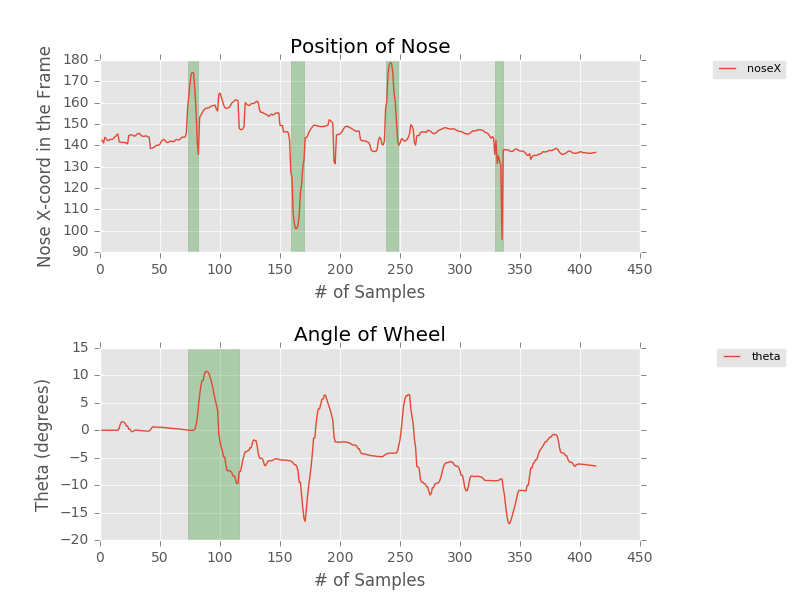 Position of Nose
Nose X-coord in the Frame
180
170
160
150
140
130
120
110
100
90
0 50 100 150 200 250 300 350 400 450
# of Samples
noseX
Angle of Wheel
Theta (degrees)
15
10
5
0
−5
−10
−15
−20
0 50 100 150 200 250 300 350 400 450
# of Samples
theta